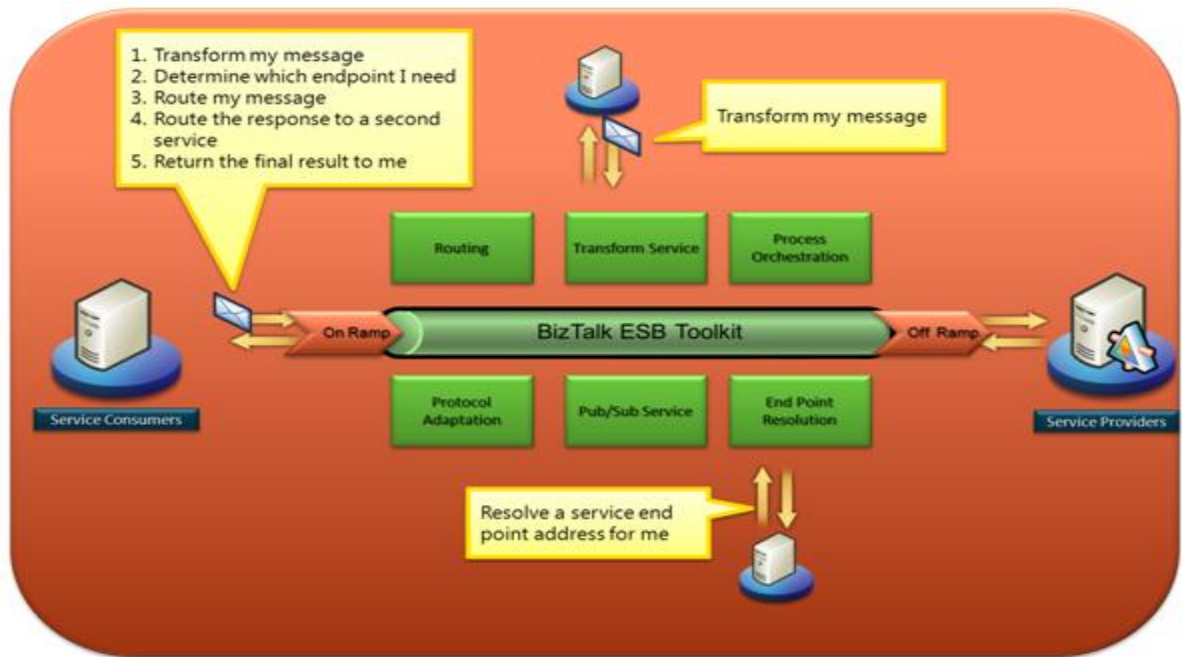 1. Transform my message
2. Determine which endpoint I need
3. Route my message
4. Route the response to a second
service
5. Return the final result to me
Transform my message
Routing
Transform Service
Process
Orchestration
On Ramp
BizTalk ESB Toolkit
Off Ramp
Service Consumers
Service Providers
Protocol
Adaptation
Pub/Sub Service
End Point
Resolution
Resolve a service end
point address for me